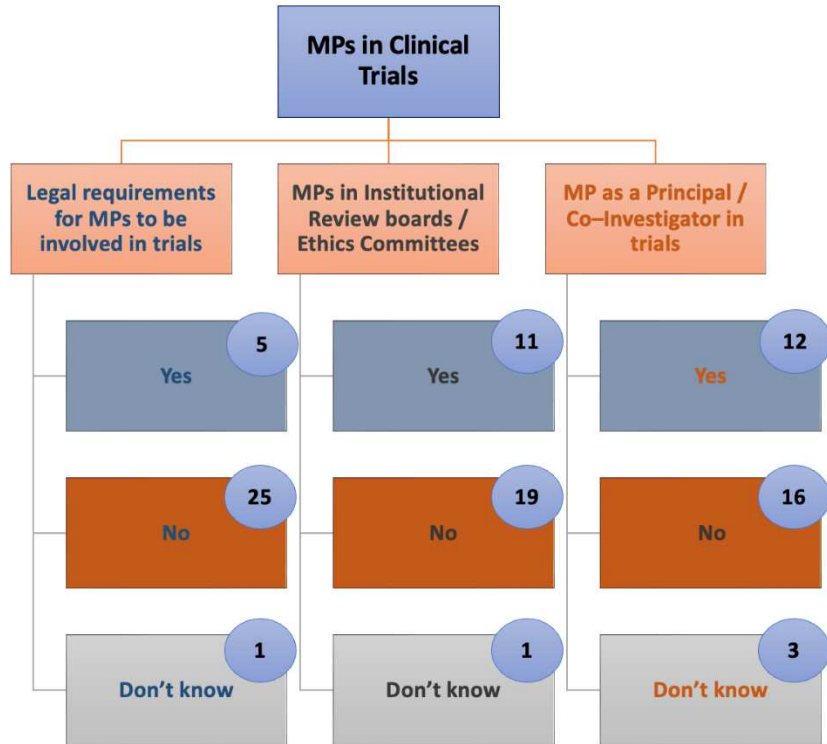 MPs in Clinical
Trials
Legal requirements
for MPs to be
involved in trials
MPs in Institutional
Review boards /
Ethics Committees
MP as a Principal /
Co–Investigator in
trials
5
Yes
11
Yes
12
Yes
25
No
19
No
16
No
1
Don't know
1
Don't know
3
Don't know